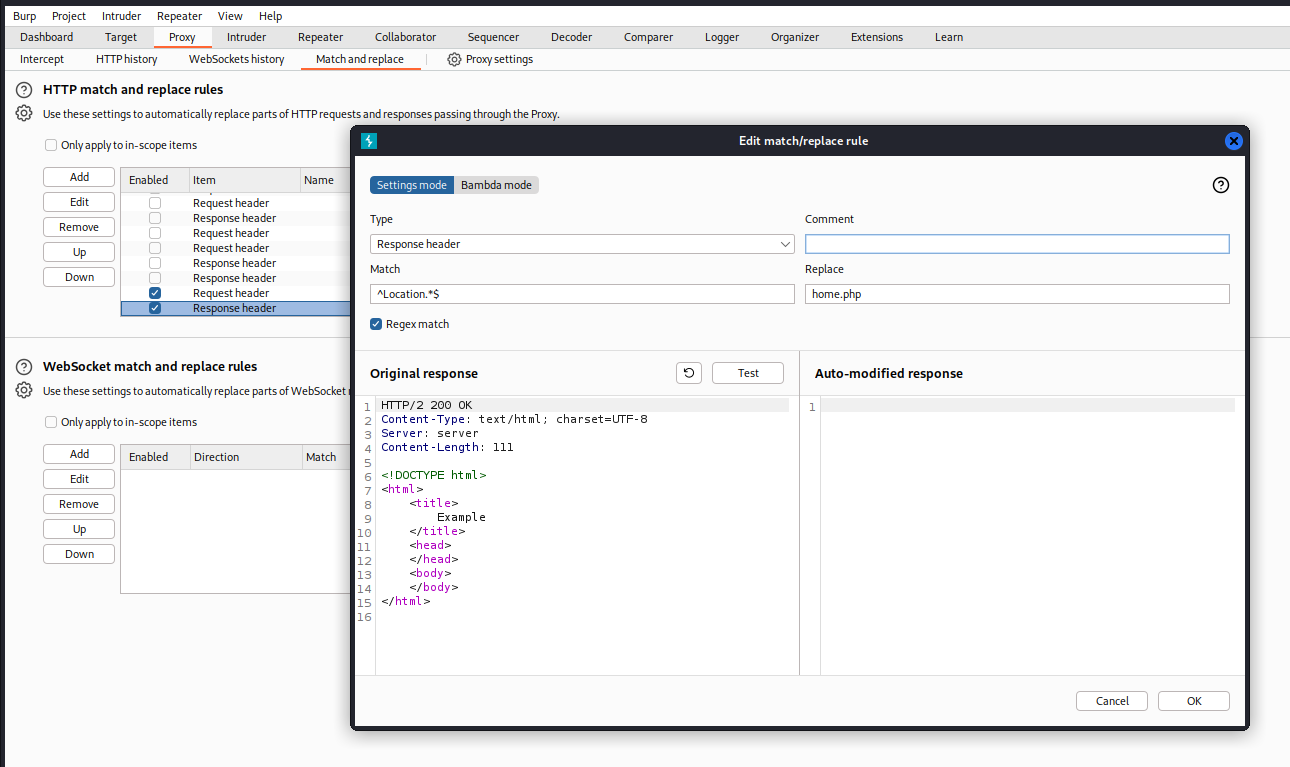 Burp Project Intruder Repeater View Help
Dashboard Target Proxy Intruder Repeater Collaborator Sequencer Decoder Comparer Logger Organizer Extensions Learn
Intercept HTTP history WebSockets history Match and replace Proxy settings
HTTP match and replace rules
Use these settings to automatically replace parts of HTTP requests and responses passing through the Proxy.
Only apply to in-scope items
Add
Edit
Remove
Up
Down
Enabled Item Name
Request header
Response header
Request header
Request header
Response header
Response header
Request header
Response header
WebSocket match and replace rules
Use these settings to automatically replace parts of WebSocket
Only apply to in-scope items
Add
Edit
Remove
Up
Down
Enabled Direction Match
Edit match/replace rule
Settings mode Bambda mode
Type Comment
Response header
Match Replace
^Location.*$ home.php
Regex match
Original response Test Auto-modified response
1 HTTP/2 200 OK 1
2 Content-Type: text/html; charset=UTF-8
3 Server: server
4 Content-Length: 111
5
6 <!DOCTYPE html>
7 <html>
8 <title>
9 Example
10 </title>
11 <head>
12 </head>
13 <body>
14 </body>
15 </html>
16
Cancel OK